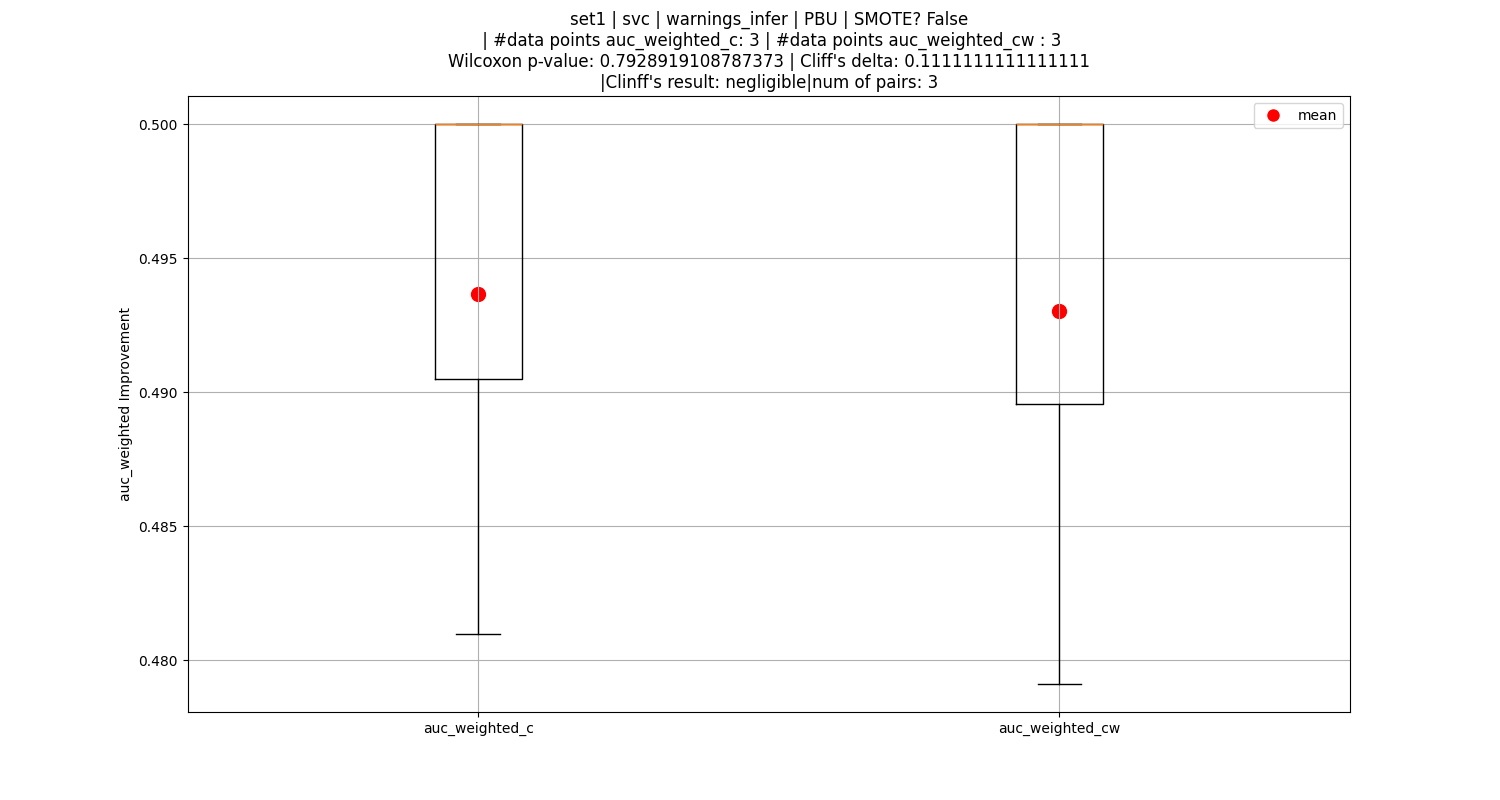 set1 | svc | warnings_infer | PBU | SMOTE? False
| #data points auc_weighted_c: 3 | #data points auc_weighted_cw : 3
Wilcoxon p-value: 0.7928919108787373 | Cliff's delta: 0.1111111111111111
|Clinff's result: negligible|num of pairs: 3
mean
0.500
0.495
0.490
0.485
0.480
auc_weighted Improvement
auc_weighted_c
auc_weighted_cw